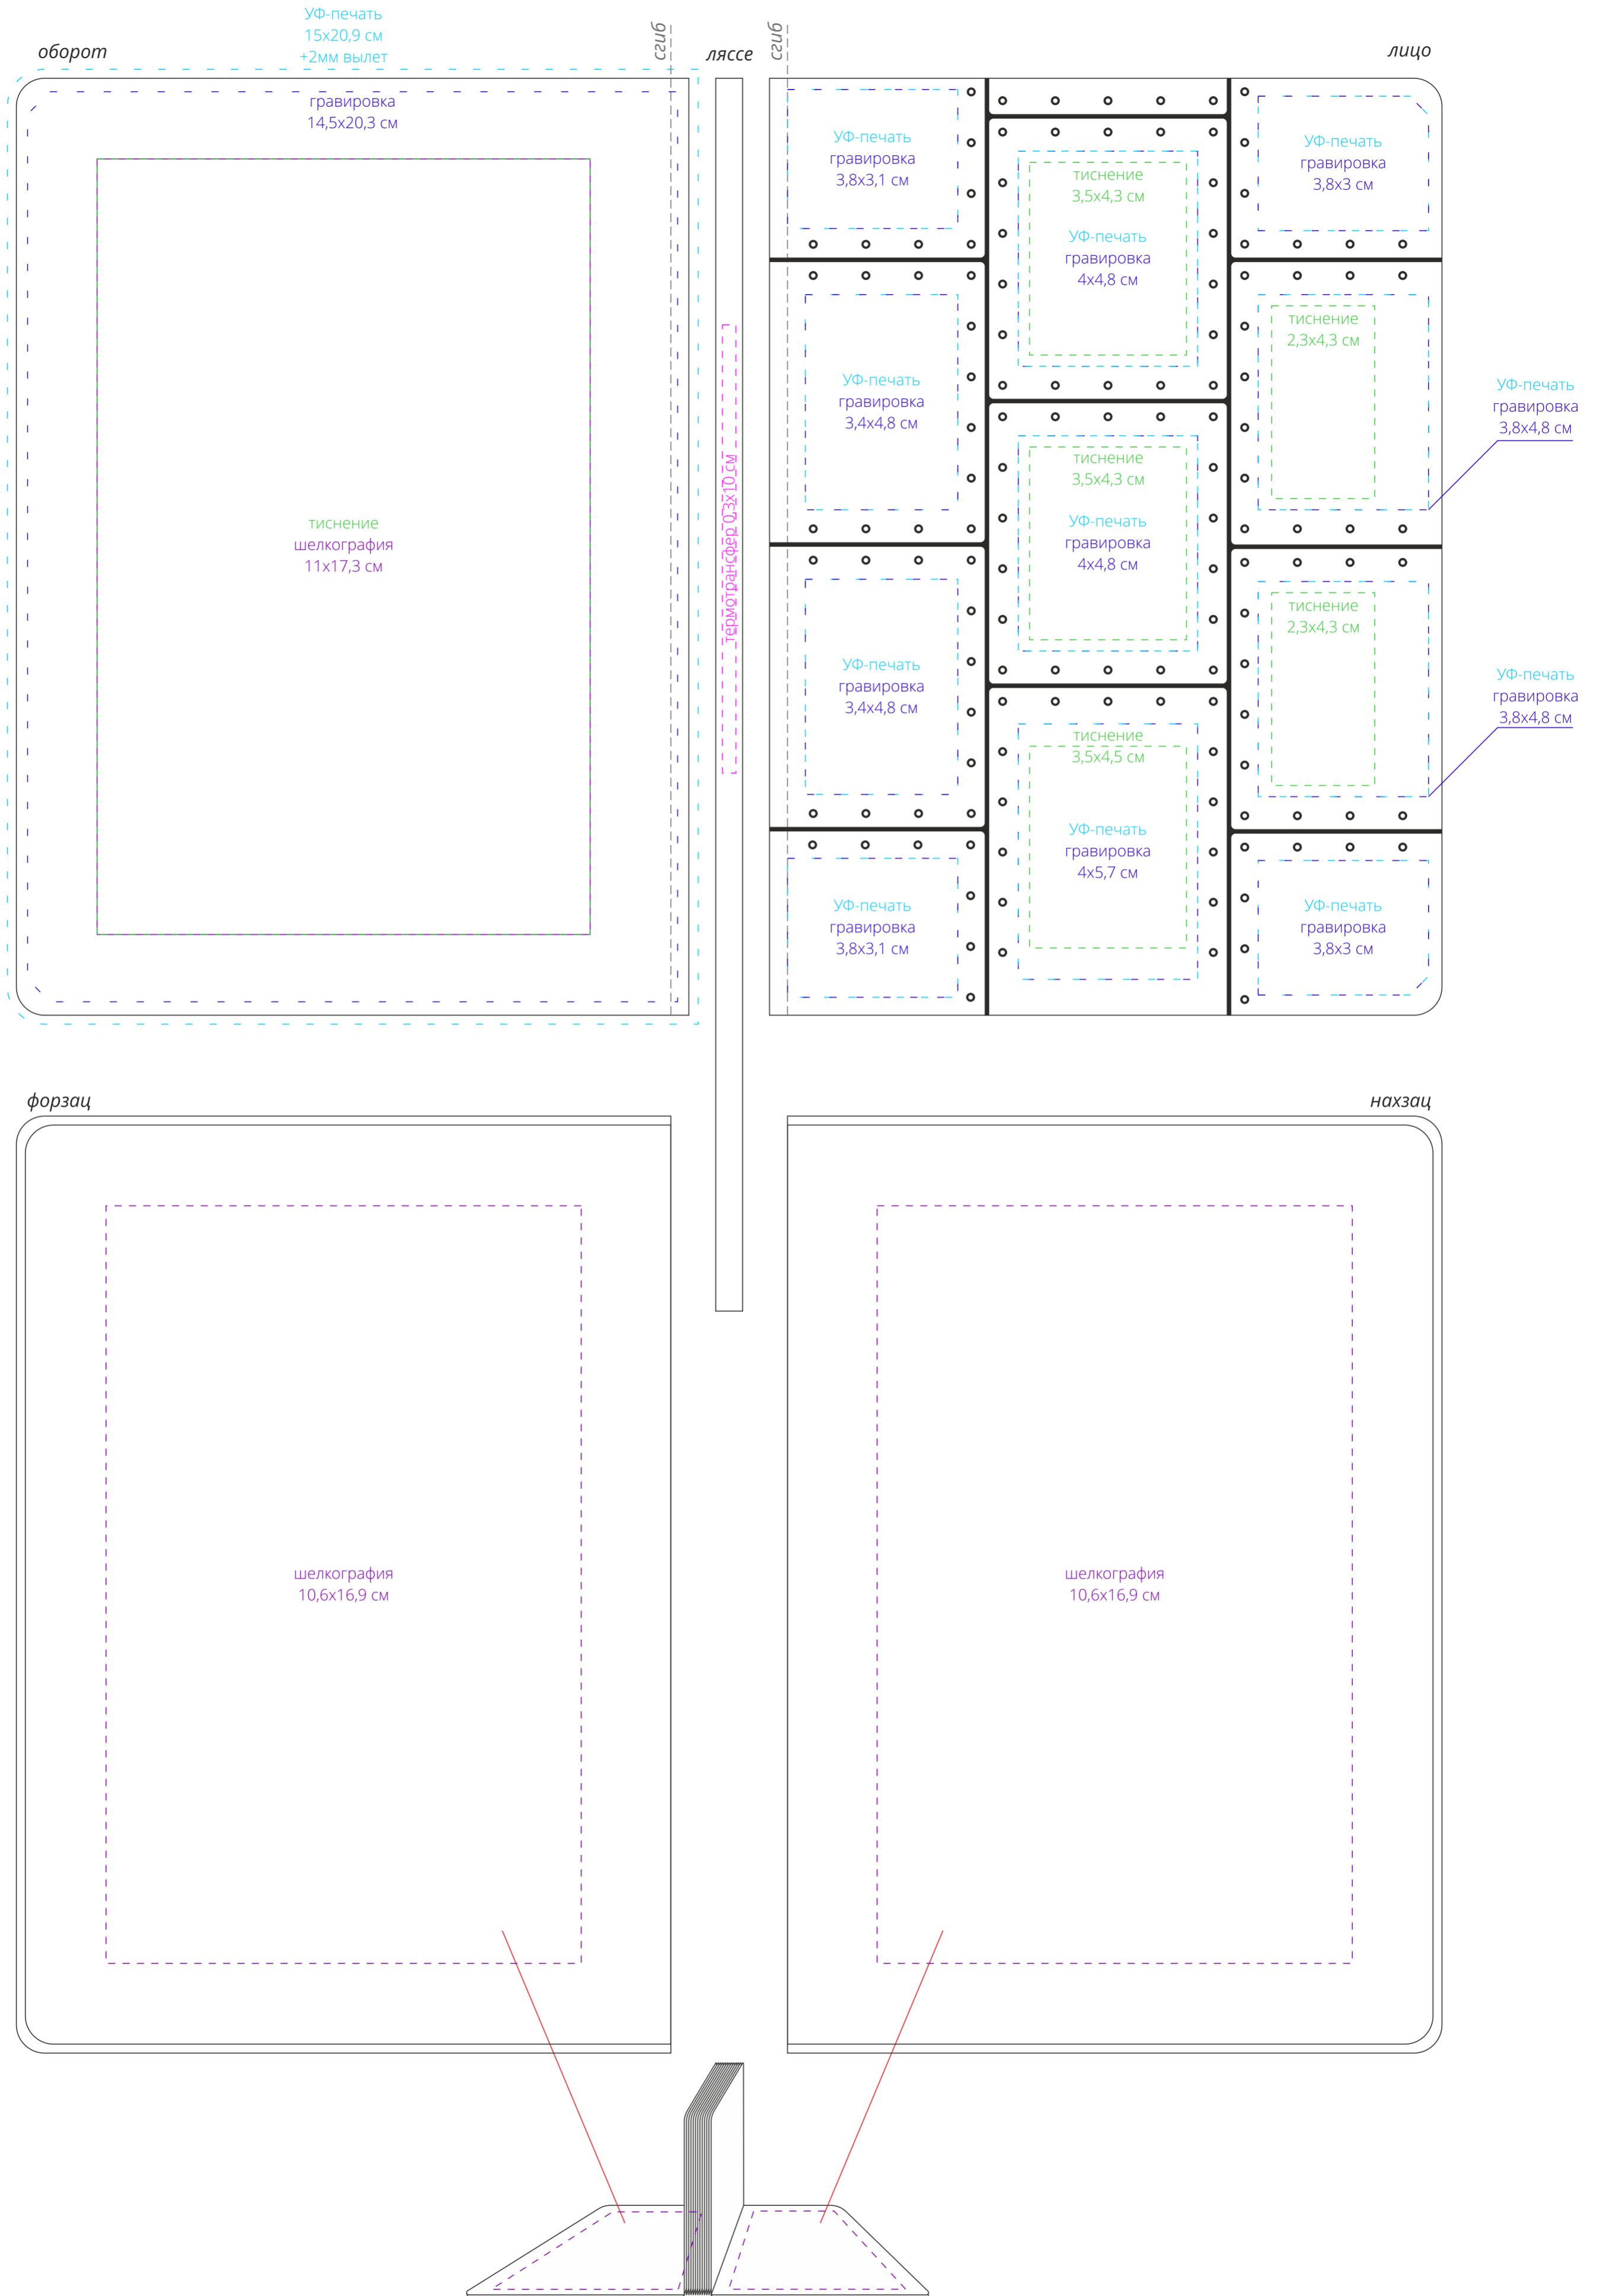 оборот
УФ-печать
15х20,9 см
+2мм вылет
гравировка
14,5х20,3 см
тиснение
шелкография
11х17,3 см
сгиб
ляссе
термотрансфер 0,3х10 см
сгиб
лицо
УФ-печать
гравировка
3,8х3,1 см
тиснение
3,5х4,3 см
УФ-печать
гравировка
4х4,8 см
УФ-печать
гравировка
3,8х3 см
УФ-печать
гравировка
3,4х4,8 см
тиснение
3,5х4,3 см
УФ-печать
гравировка
4х4,8 см
тиснение
2,3х4,3 см
УФ-печать
гравировка
3,8х4,8 см
УФ-печать
гравировка
3,4х4,8 см
тиснение
3,5х4,5 см
УФ-печать
гравировка
4х5,7 см
тиснение
2,3х4,3 см
УФ-печать
гравировка
3,8х4,8 см
УФ-печать
гравировка
3,8х3,1 см
УФ-печать
гравировка
3,8х3 см
форзац
шелкография
10,6х16,9 см
нахзац
шелкография
10,6х16,9 см